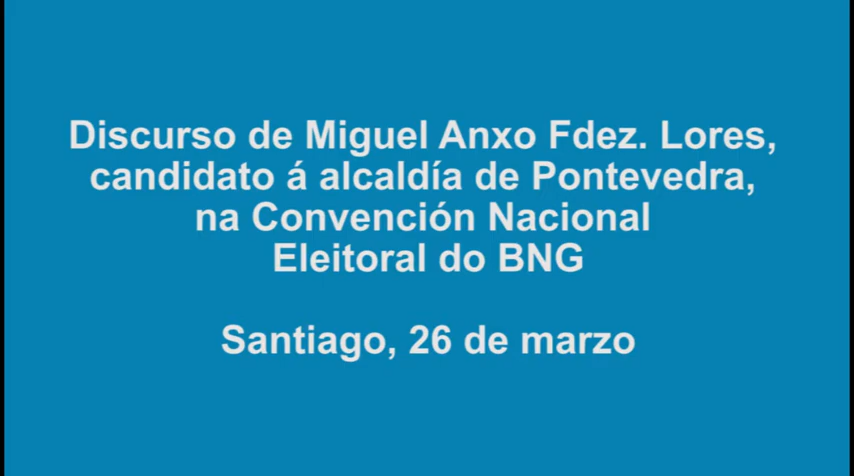 Discurso de Miguel Anxo Fdez. Lores,
candidato á alcaldía de Pontevedra,
na Convención Nacional
Eleitoral do BNG
Santiago, 26 de marzo